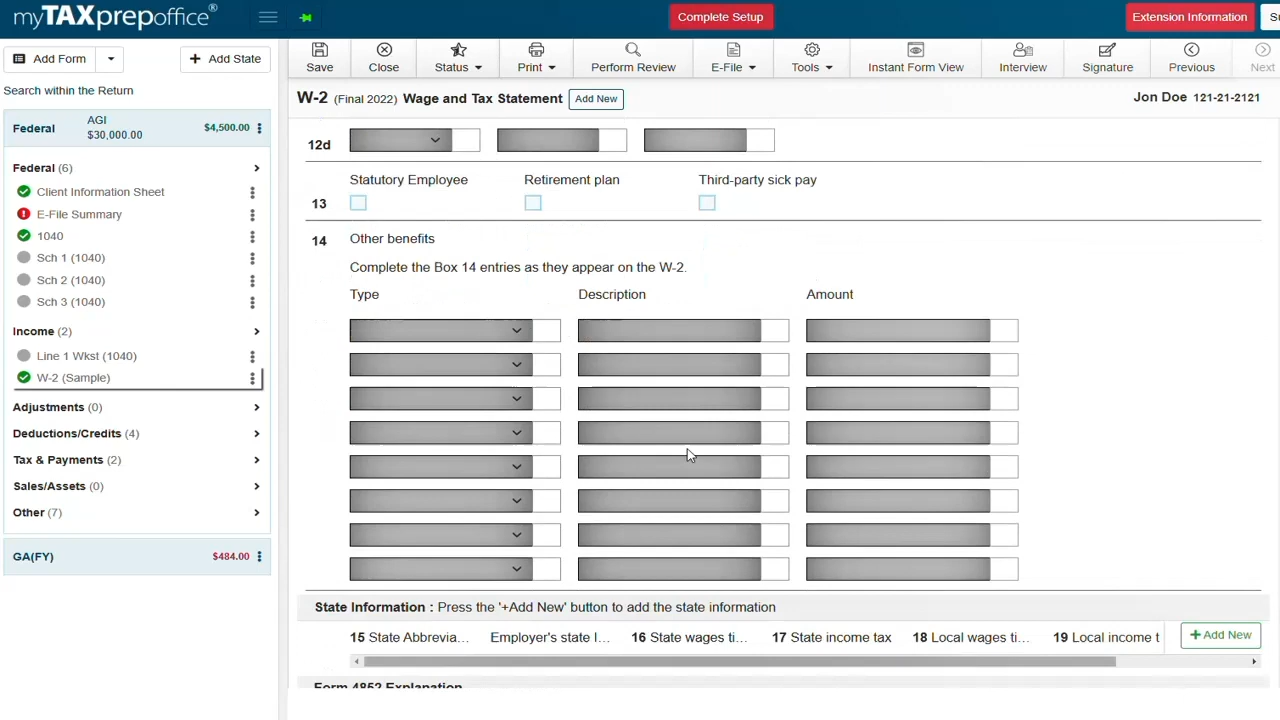 myTAXprepoffice®
Complete Setup
Extension Information
Add Form
+ Add State
Save
Close
Status
Print
Perform Review
E-File
Tools
Instant Form View
Interview
Signature
Previous
Next
Search within the Return
W-2 (Final 2022) Wage and Tax Statement
Add New
Jon Doe 121-21-2121
Federal
AGI
$30,000.00
$4,500.00
Federal (6)
Client Information Sheet
E-File Summary
1040
Sch 1 (1040)
Sch 2 (1040)
Sch 3 (1040)
Income (2)
Line 1 Wkst (1040)
W-2 (Sample)
Adjustments (0)
Deductions/Credits (4)
Tax & Payments (2)
Sales/Assets (0)
Other (7)
GA(FY)
$484.00
12d
Statutory Employee
Retirement plan
Third-party sick pay
13
14
Other benefits
Complete the Box 14 entries as they appear on the W-2.
Type
Description
Amount
State Information : Press the '+Add New' button to add the state information
15 State Abbrevia...
Employer's state I...
16 State wages ti...
17 State income tax
18 Local wages ti...
19 Local income t
+ Add New
Form 4852 Explanation